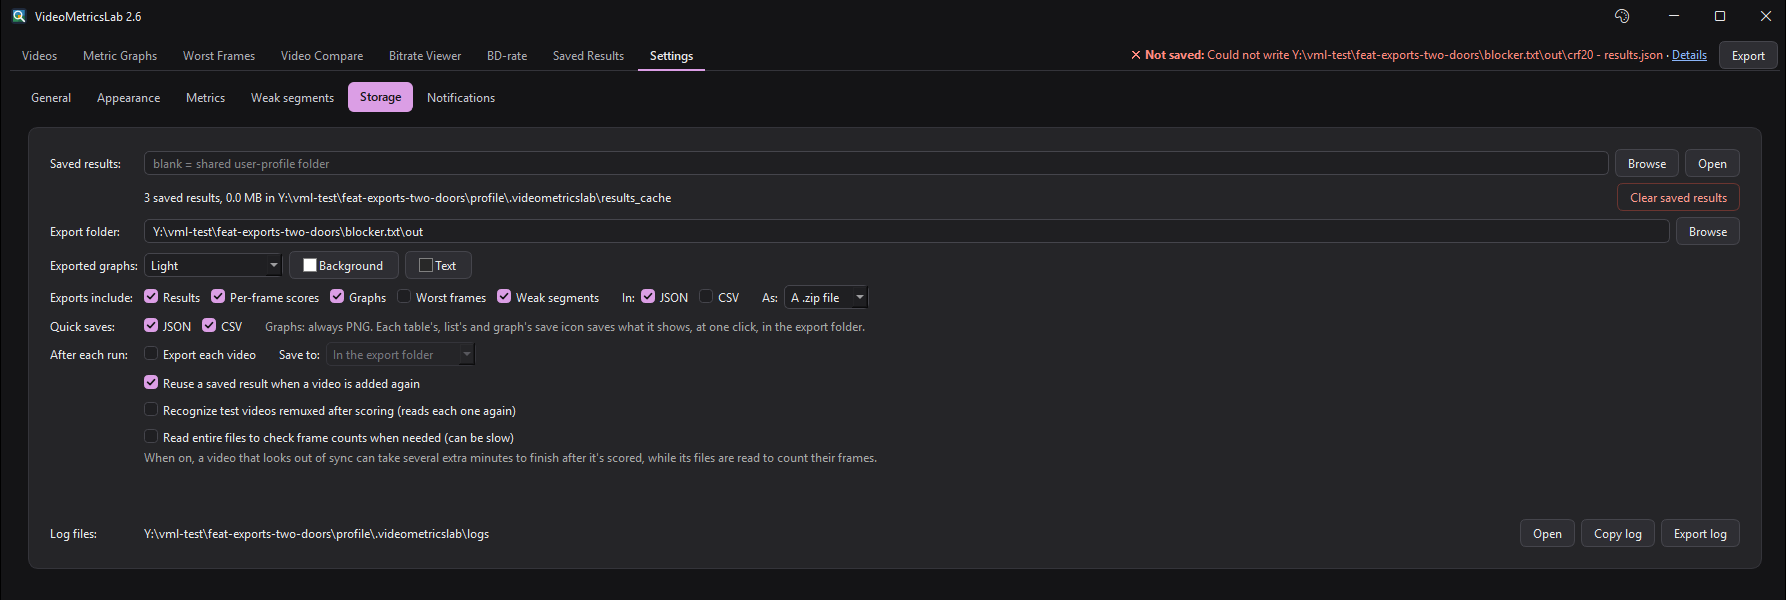 VideoMetricsLab 2.6
Videos Metric Graphs Worst Frames Video Compare Bitrate Viewer BD-rate Saved Results Settings ✕ Not saved: Could not write Y:\vml-test\feat-exports-two-doors\blocker.txt\out\crf20 - results.json · Details Export
General Appearance Metrics Weak segments Storage Notifications
Saved results: blank = shared user-profile folder Browse Open
3 saved results, 0.0 MB in Y:\vml-test\feat-exports-two-doors\profile\.videometricslab\results_cache Clear saved results
Export folder: Y:\vml-test\feat-exports-two-doors\blocker.txt\out Browse
Exported graphs: Light Background Text
Exports include: Results Per-frame scores Graphs Worst frames Weak segments In: JSON CSV As: A .zip file
Quick saves: JSON CSV Graphs: always PNG. Each table's, list's and graph's save icon saves what it shows, at one click, in the export folder.
After each run: Export each video Save to: In the export folder
Reuse a saved result when a video is added again
Recognize test videos remuxed after scoring (reads each one again)
Read entire files to check frame counts when needed (can be slow)
When on, a video that looks out of sync can take several extra minutes to finish after it's scored, while its files are read to count their frames.
Log files: Y:\vml-test\feat-exports-two-doors\profile\.videometricslab\logs Open Copy log Export log